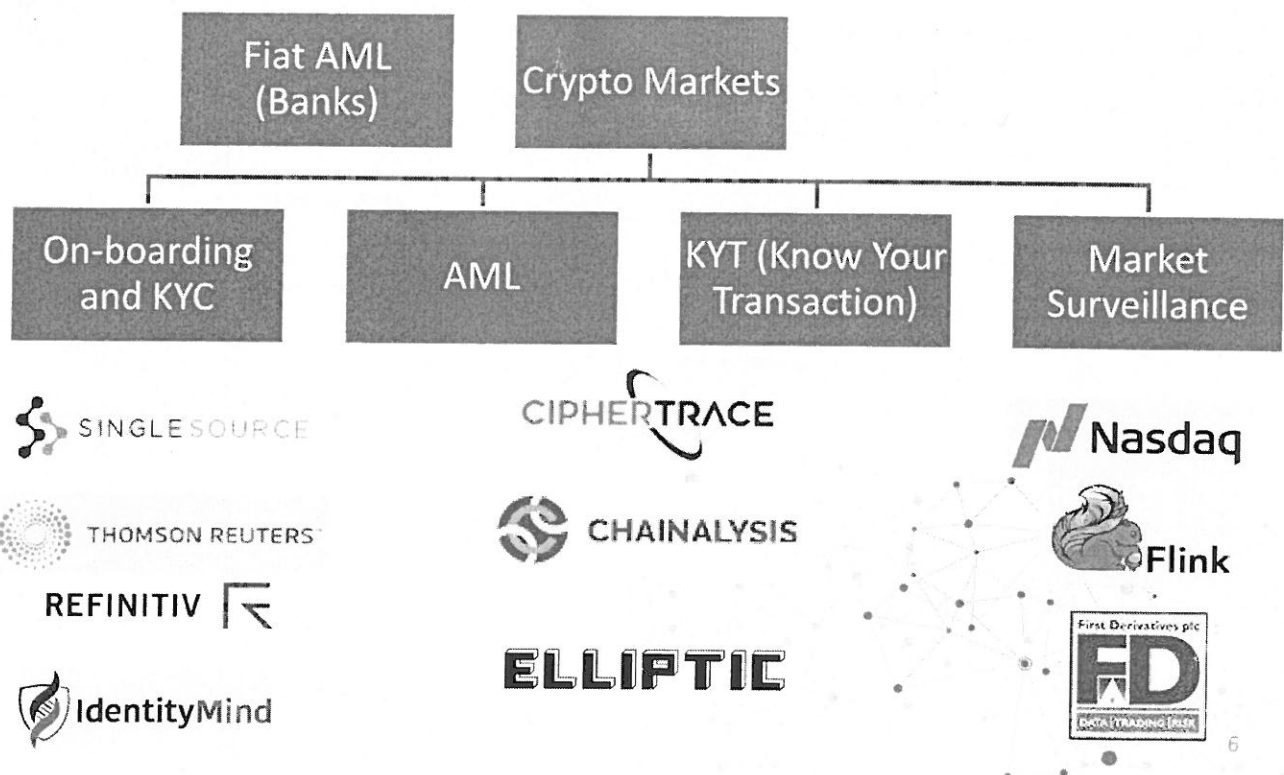 Fiat AML
(Banks)
Crypto Markets
On-boarding
and KYC
AML
KYT (Know Your
Transaction)
Market
Surveillance
SINGLESOURCE
THOMSON REUTERS
REFINITIV
IdentityMind
CIPHERTRACE
CHAINALYSIS
ELLIPTIC
Nasdaq
Flink
First Derivatives plc
FD
DATA | TRADING | RISK
6